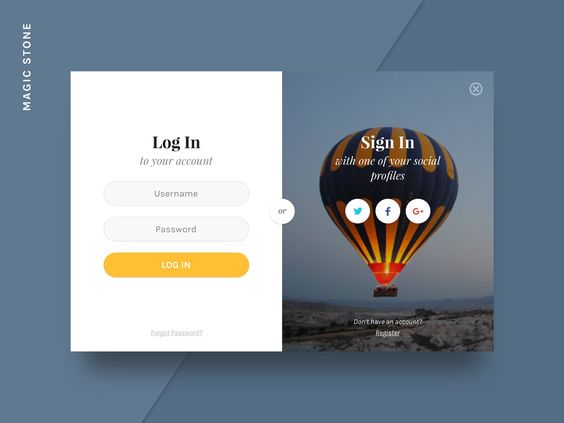 MAGIC STONE
Log In
to your account
Username
Password
LOG IN
Forgot Password?
or
Sign In
with one of your social
profiles
G+
Don't have an account?
Register